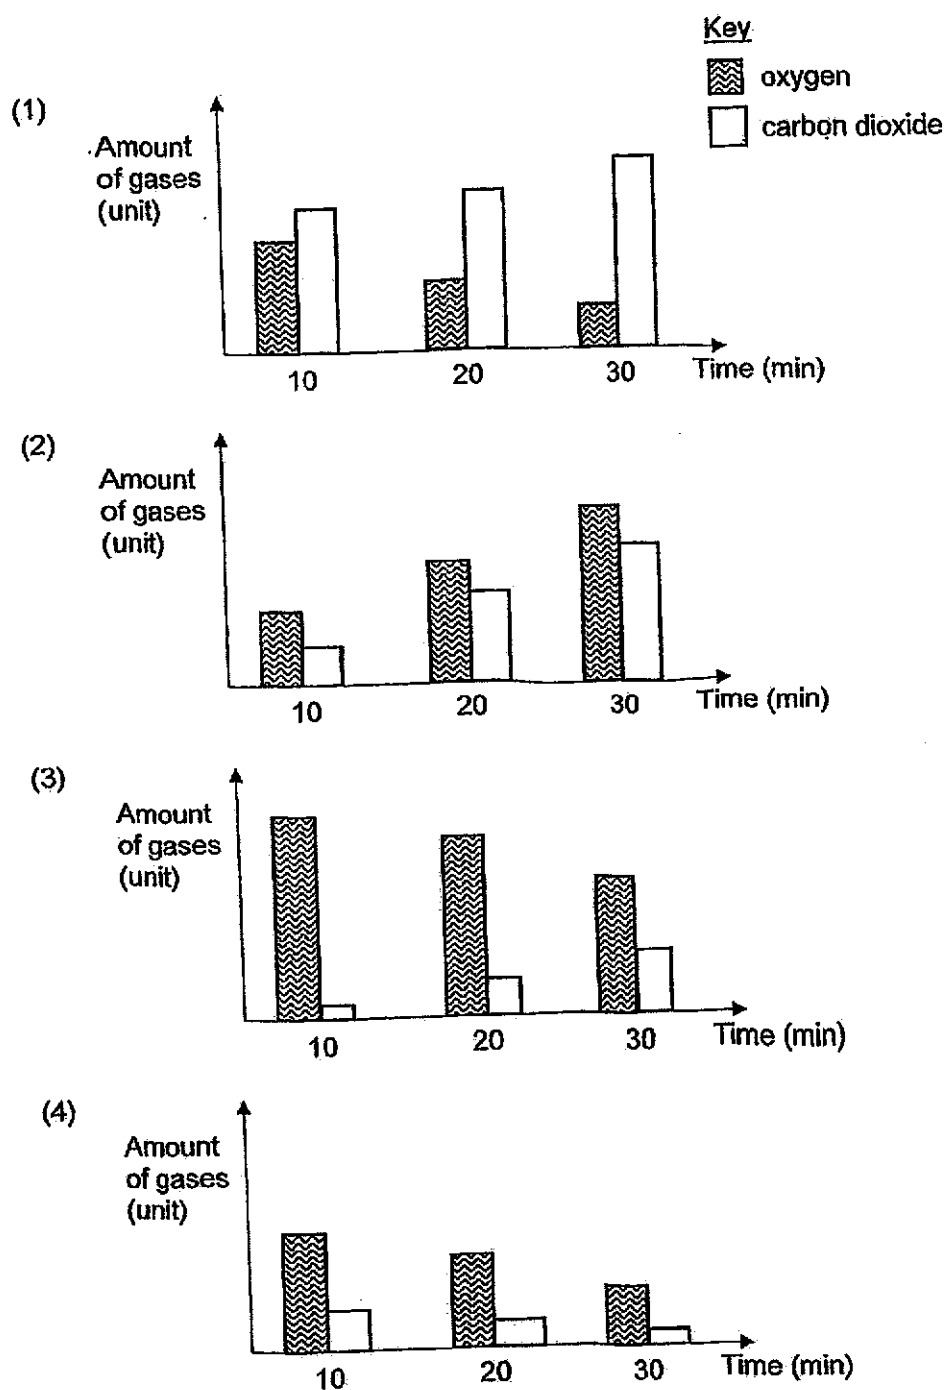 Key
oxygen
carbon dioxide
(1)
Amount
of gases
(unit)
10
20
30
Time (min)
(2)
Amount
of gases
(unit)
10
20
30
Time (min)
(3)
Amount
of gases
(unit)
10
20
30
Time (min)
(4)
Amount
of gases
(unit)
10
20
30
Time (min)